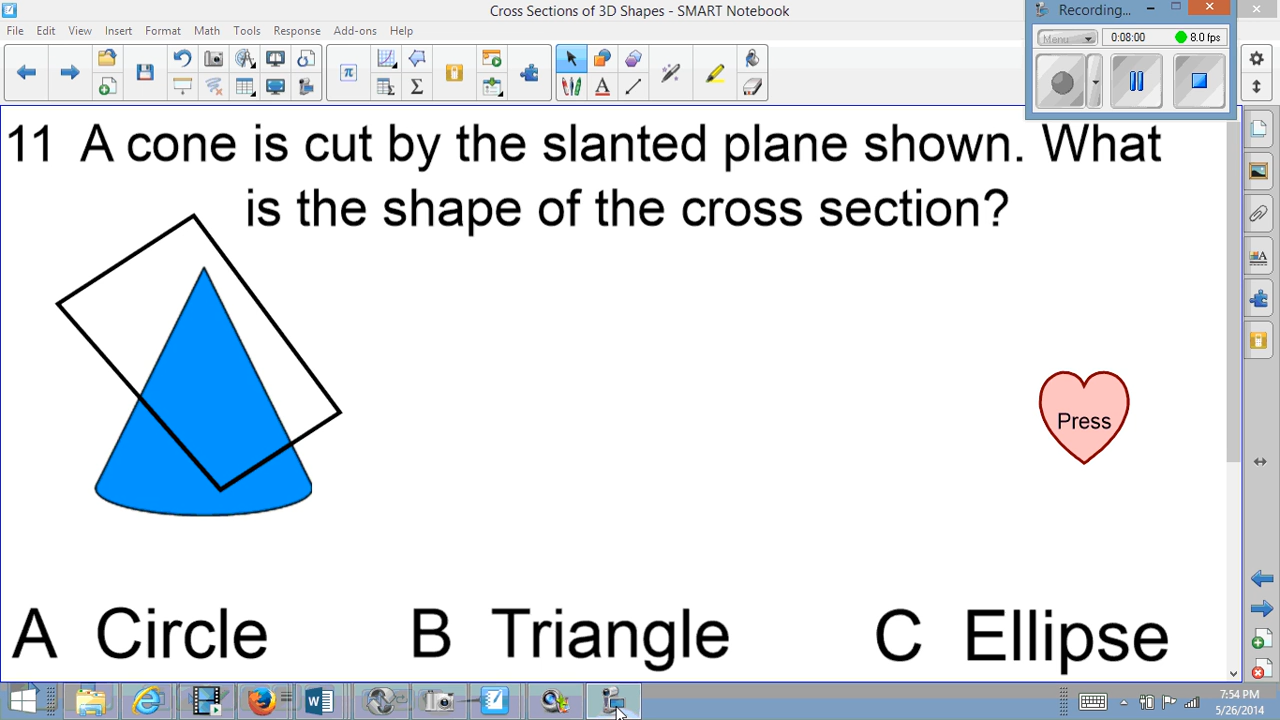 Cross Sections of 3D Shapes - SMART Notebook
Recording...
File Edit View Insert Format Math Tools Response Add-ons Help
Menu 0:08:00 8.0 fps
π
Σ A
11 A cone is cut by the slanted plane shown. What
is the shape of the cross section?
Press
A Circle B Triangle C Ellipse
7:54 PM
5/26/2014